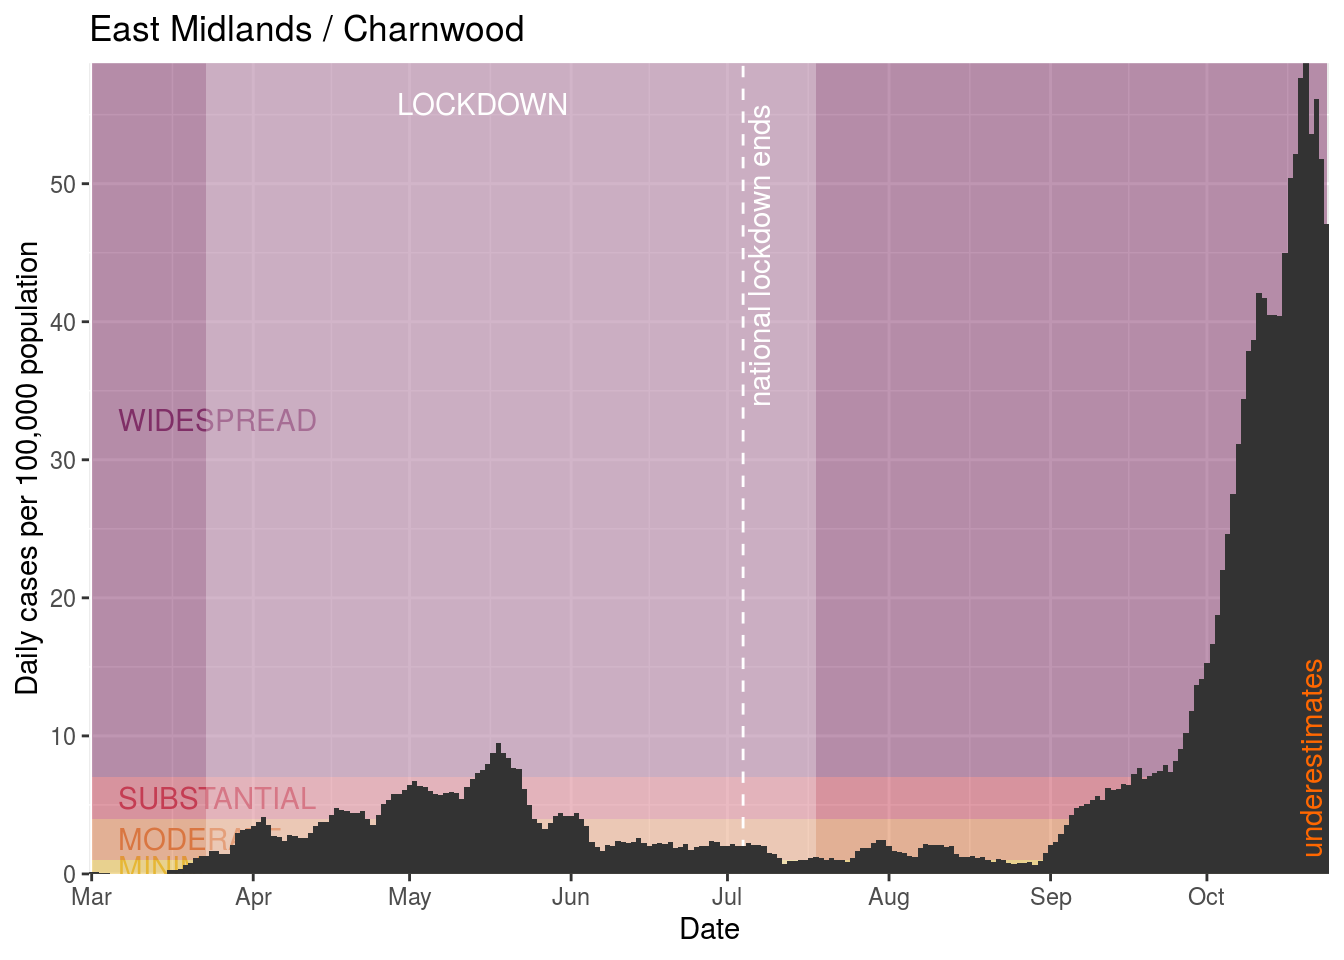 East Midlands / Charnwood
LOCKDOWN
national lockdown ends
50
40
WIDESPREAD
30
20
10
SUBSTANTIAL
0
underestimates
Daily cases per 100,000 population
Mar Apr May Jun Jul Aug Sep Oct
Date